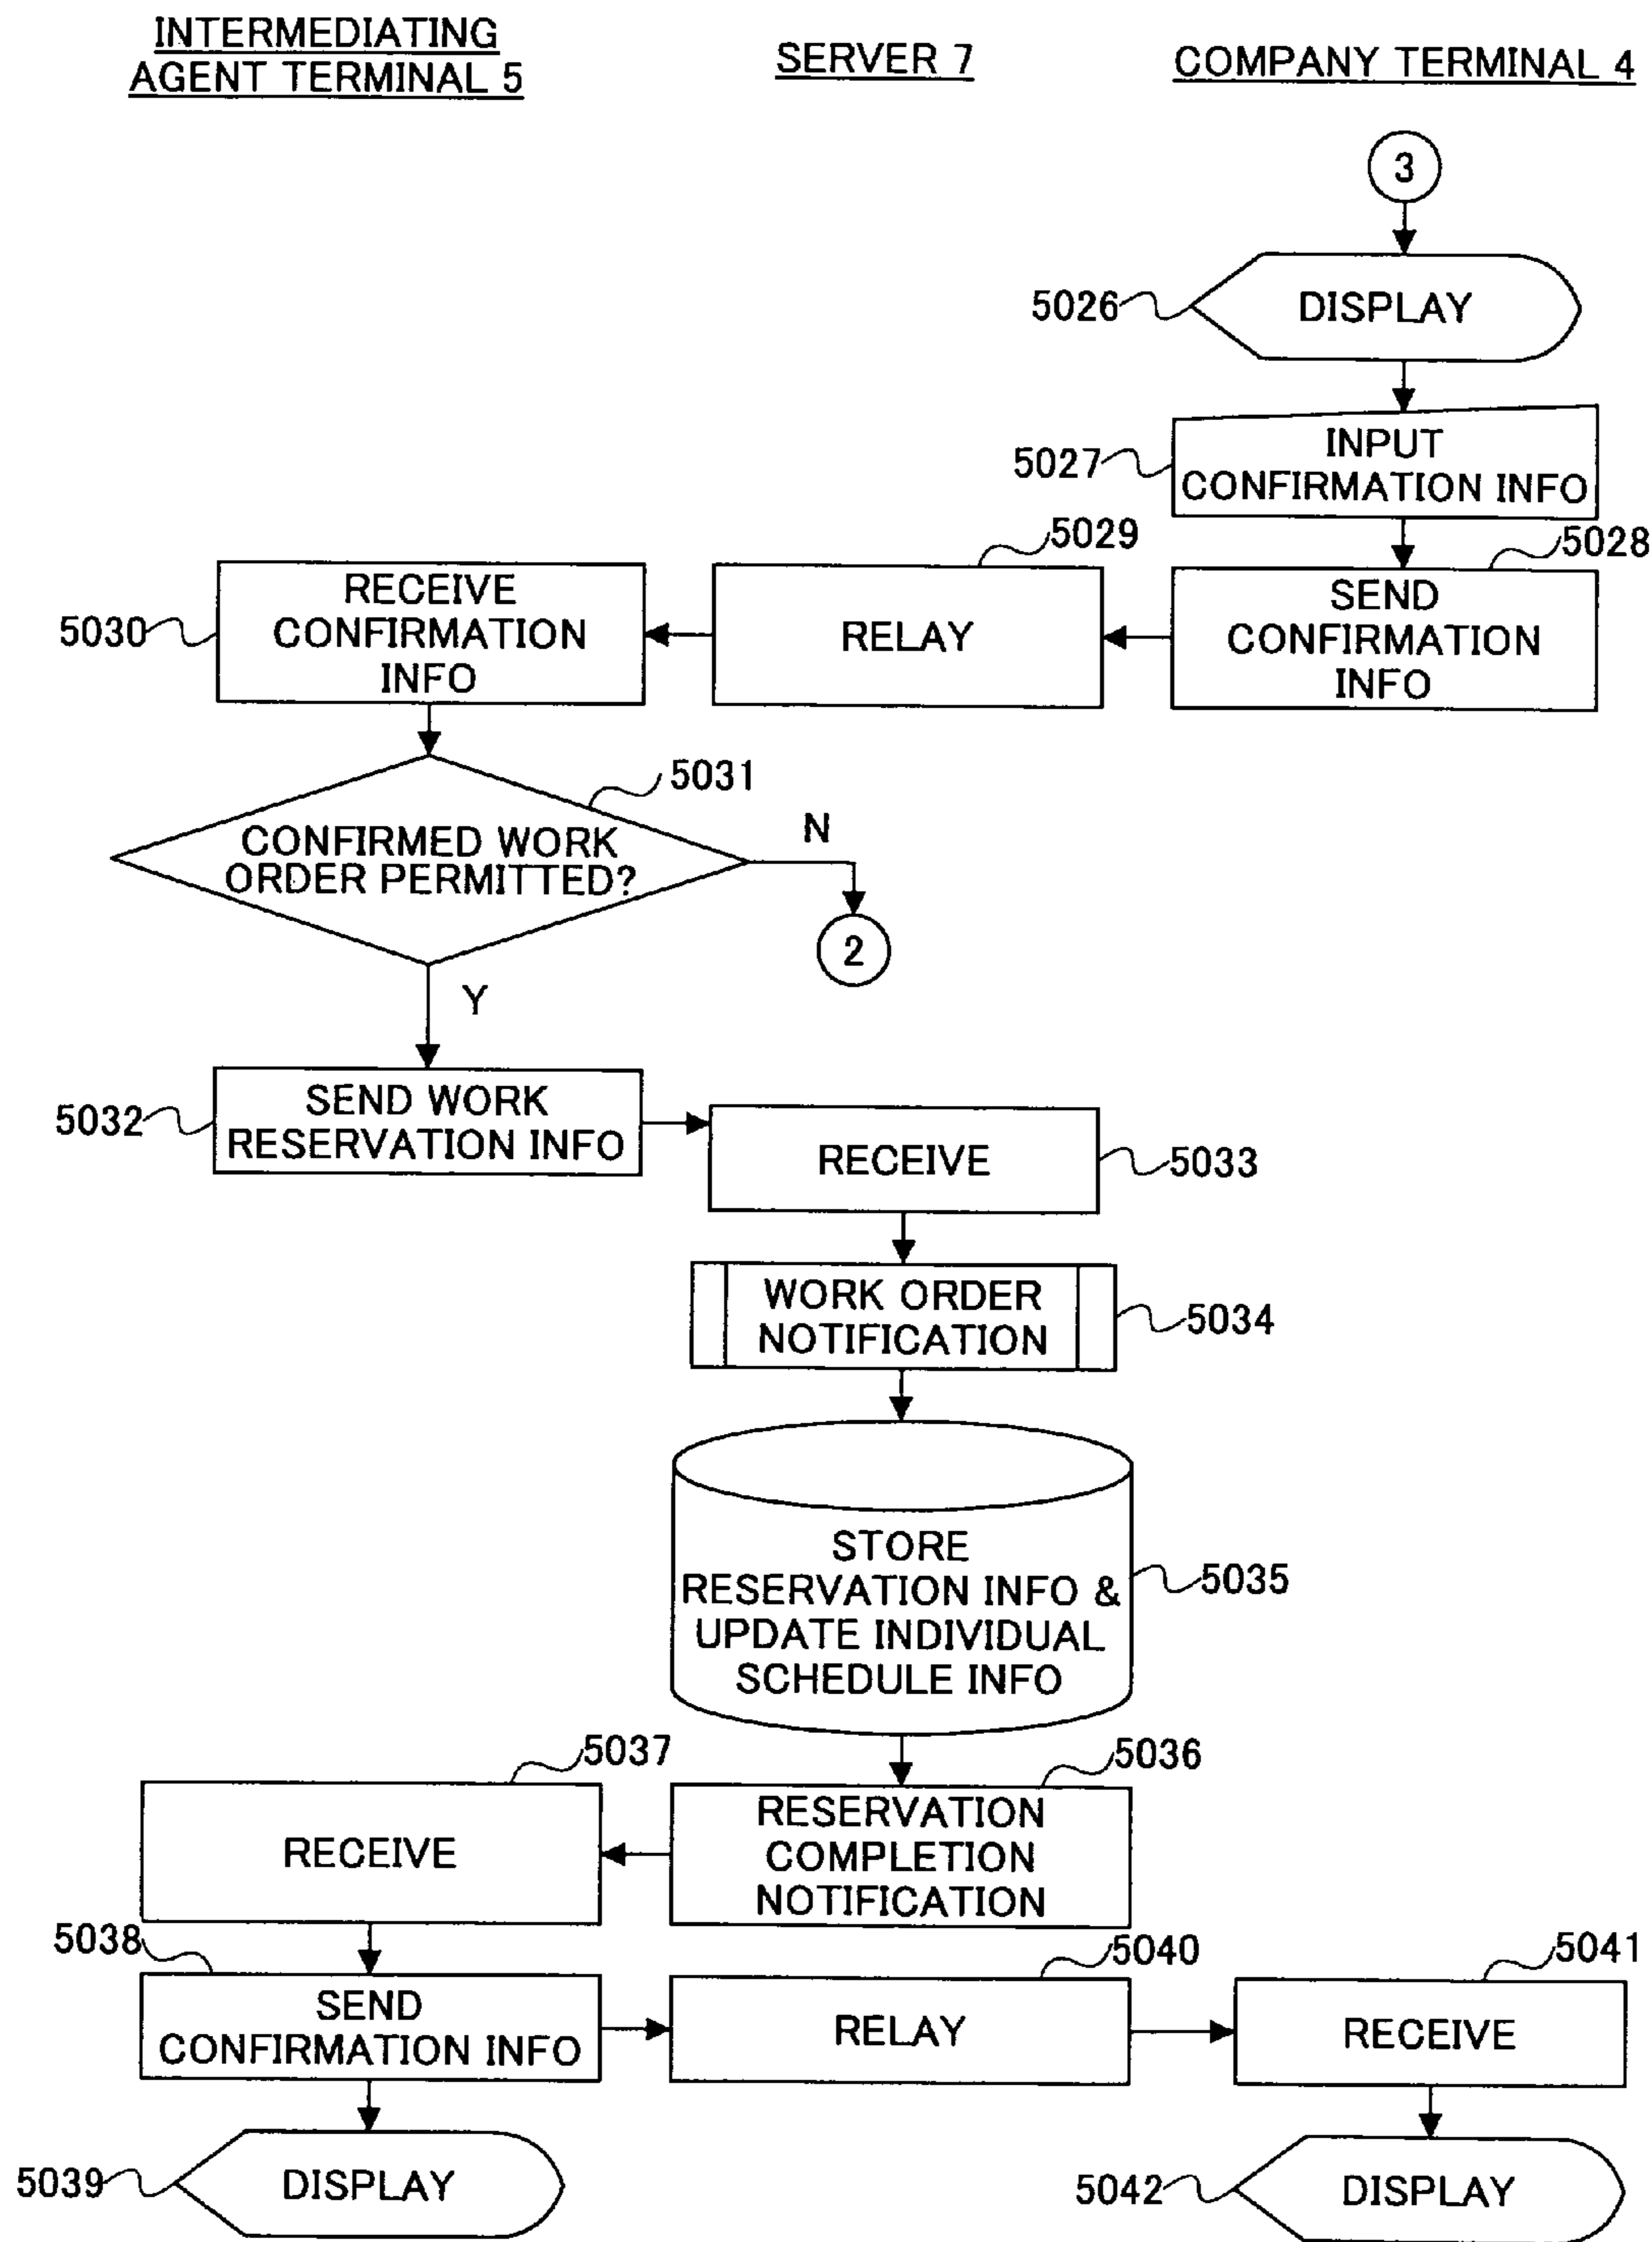 INTERMEDIATING
AGENT TERMINAL 5
SERVER 7
COMPANY TERMINAL 4
3
5026
DISPLAY
5027
INPUT
CONFIRMATION INFO
5028
SEND
CONFIRMATION
INFO
5029
RELAY
5030
RECEIVE
CONFIRMATION
INFO
5031
CONFIRMED WORK
ORDER PERMITTED?
N
2
Y
5032
SEND WORK
RESERVATION INFO
RECEIVE
5033
WORK ORDER
NOTIFICATION
5034
STORE
RESERVATION INFO &
UPDATE INDIVIDUAL
SCHEDULE INFO
5035
5036
RESERVATION
COMPLETION
NOTIFICATION
5037
RECEIVE
5038
SEND
CONFIRMATION INFO
5040
RELAY
5041
RECEIVE
5039
DISPLAY
5042
DISPLAY